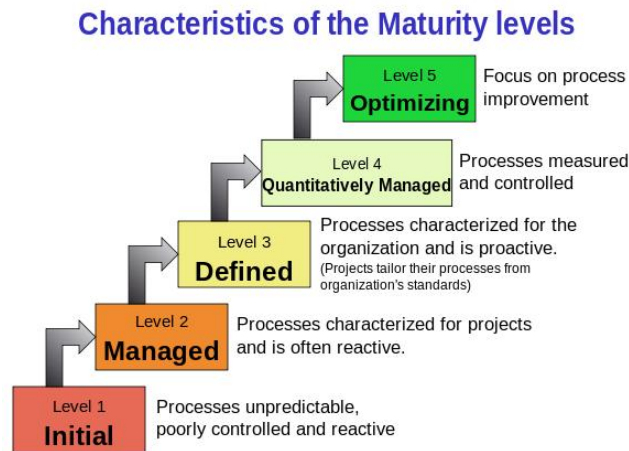 Characteristics of the Maturity levels
Level 5
Optimizing
Focus on process
improvement
Level 4
Quantitatively Managed
Processes measured
and controlled
Level 3
Defined
Processes characterized for the
organization and is proactive.
(Projects tailor their processes from
organization's standards)
Level 2
Managed
Processes characterized for projects
and is often reactive.
Level 1
Initial
Processes unpredictable,
poorly controlled and reactive